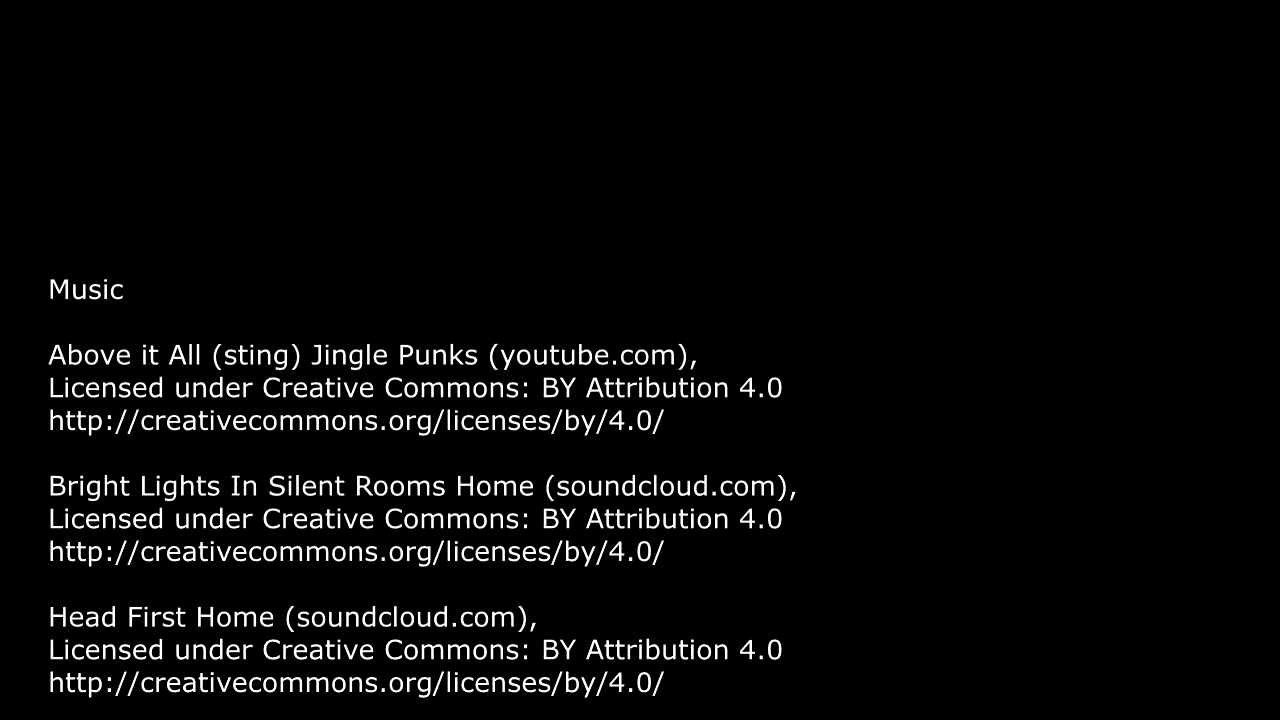 Music
Above it All (sting) Jingle Punks (youtube.com),
Licensed under Creative Commons: BY Attribution 4.0
http://creativecommons.org/licenses/by/4.0/
Bright Lights In Silent Rooms Home (soundcloud.com),
Licensed under Creative Commons: BY Attribution 4.0
http://creativecommons.org/licenses/by/4.0/
Head First Home (soundcloud.com),
Licensed under Creative Commons: BY Attribution 4.0
http://creativecommons.org/licenses/by/4.0/